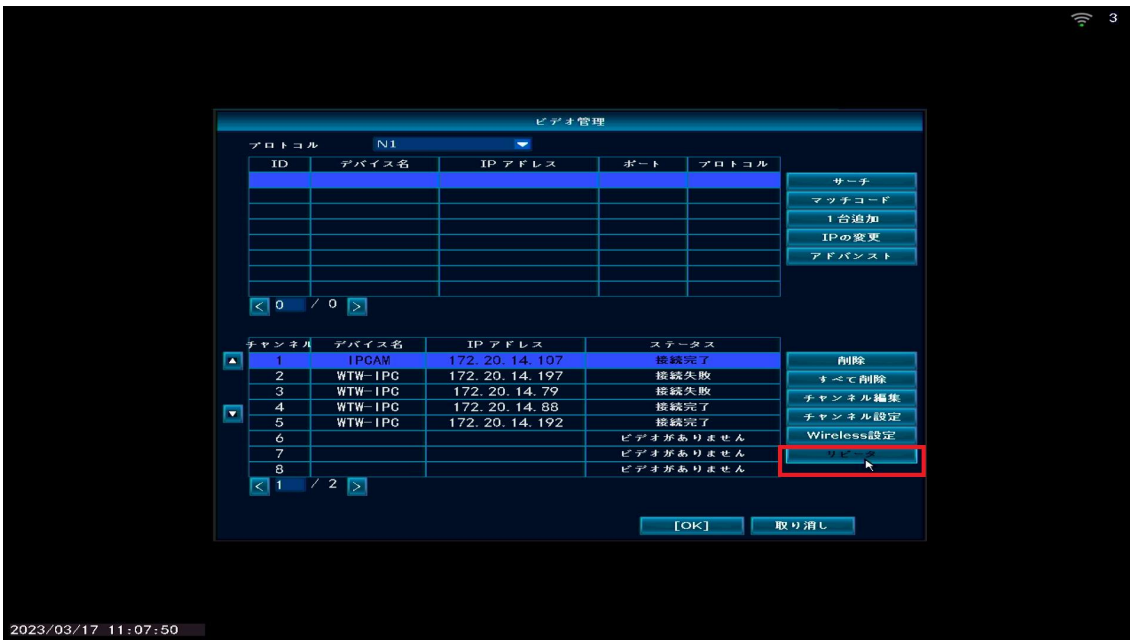 3
ビデオ管理
プロトコル N1
ID デバイス名 IP アドレス ポート プロトコル
サーチ
マッチコード
1台追加
IPの変更
アドバンスト
< 0 / 0 >
チャンネル デバイス名 IP アドレス ステータス
1 IPCAM 172.20.14.107 接続完了 削除
2 WTW-IPC 172.20.14.197 接続失敗 すべて削除
3 WTW-IPC 172.20.14.79 接続失敗 チャンネル編集
4 WTW-IPC 172.20.14.88 接続完了 チャンネル設定
5 WTW-IPC 172.20.14.192 接続完了
6 ビデオがありません Wireless設定
7 ビデオがありません リピータ
8 ビデオがありません
< 1 / 2 >
[OK] 取り消し
2023/03/17 11:07:50